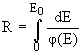 R = ∫₀^E₀ dE/φ(E)